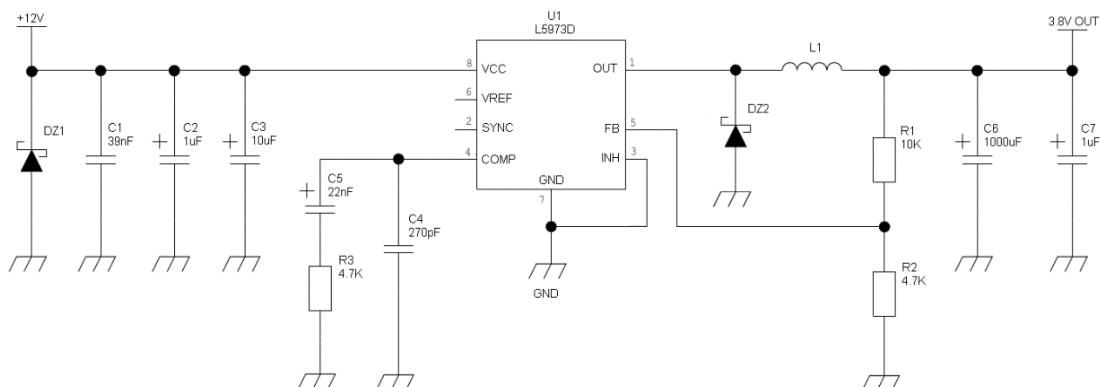 U1
L5973D
+12V
3.8V OUT
L1
8
VCC
OUT
1
6
VREF
DZ1
C1
39nF
C2
1uF
C3
10uF
DZ2
2
SYNC
FB
5
R1
10K
C6
1000uF
C7
1uF
4
COMP
INH
3
C5
22nF
GND
7
C4
270pF
R3
4.7K
R2
4.7K
GND